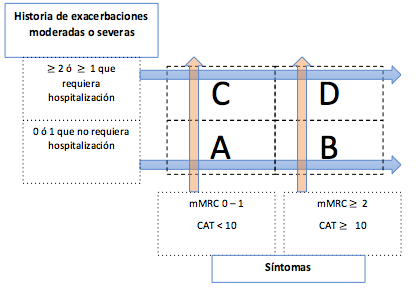 Historia de exacerbaciones
moderadas o severas
≥ 2 ó ≥ 1 que
requiera
hospitalización
C
D
0 ó 1 que no requiera
hospitalización
A
B
mMRC 0 – 1
CAT < 10
mMRC ≥ 2
CAT ≥ 10
Síntomas